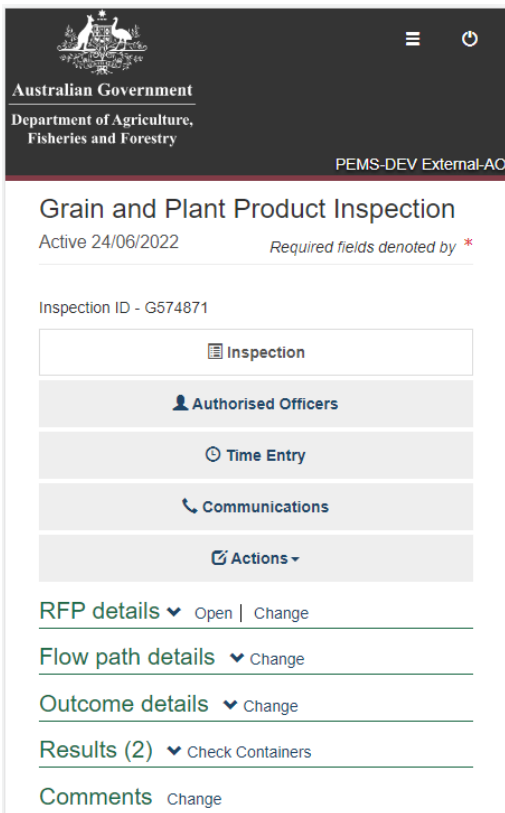 Australian Government
Department of Agriculture,
Fisheries and Forestry
PEMS-DEV External-AO
Grain and Plant Product Inspection
Active 24/06/2022 Required fields denoted by *
Inspection ID - G574871
Inspection
Authorised Officers
Time Entry
Communications
Actions
RFP details Open | Change
Flow path details Change
Outcome details Change
Results (2) Check Containers
Comments Change